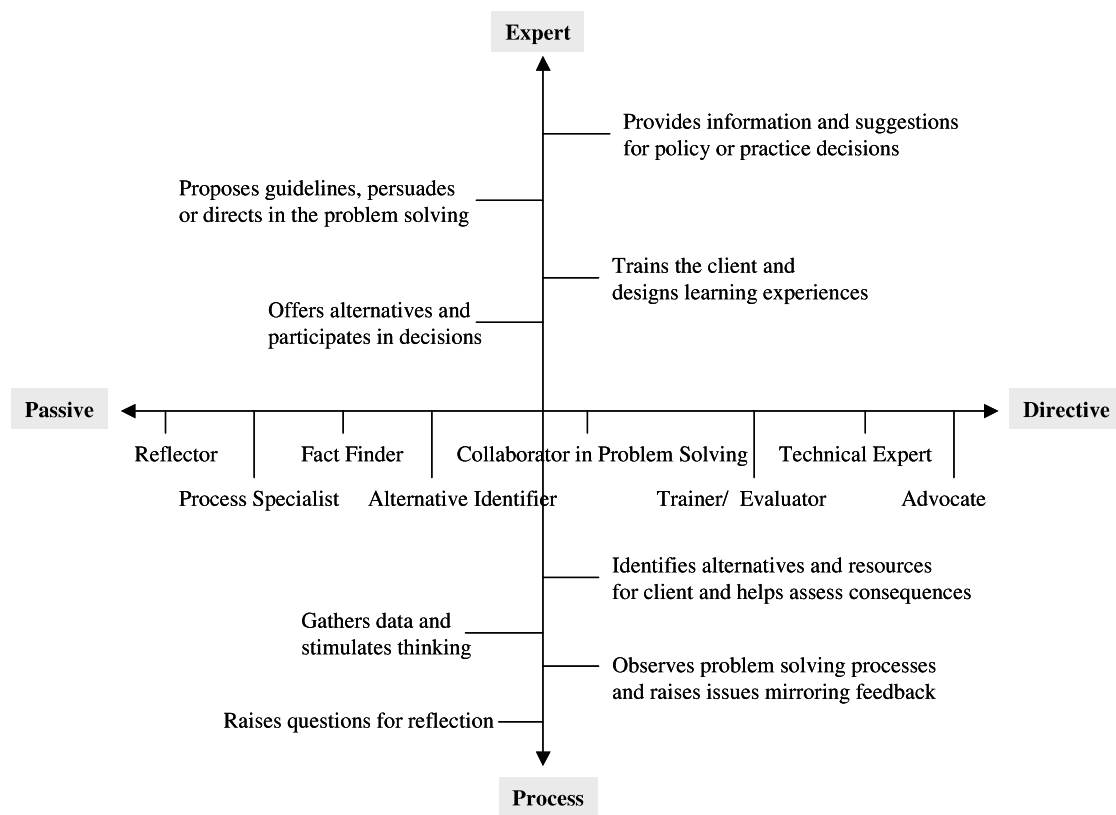 Expert
Provides information and suggestions
for policy or practice decisions
Proposes guidelines, persuades
or directs in the problem solving
Trains the client and
designs learning experiences
Offers alternatives and
participates in decisions
Passive
Directive
Reflector
Fact Finder
Collaborator in Problem Solving
Technical Expert
Process Specialist
Alternative Identifier
Trainer/ Evaluator
Advocate
Identifies alternatives and resources
for client and helps assess consequences
Gathers data and
stimulates thinking
Observes problem solving processes
and raises issues mirroring feedback
Raises questions for reflection
Process